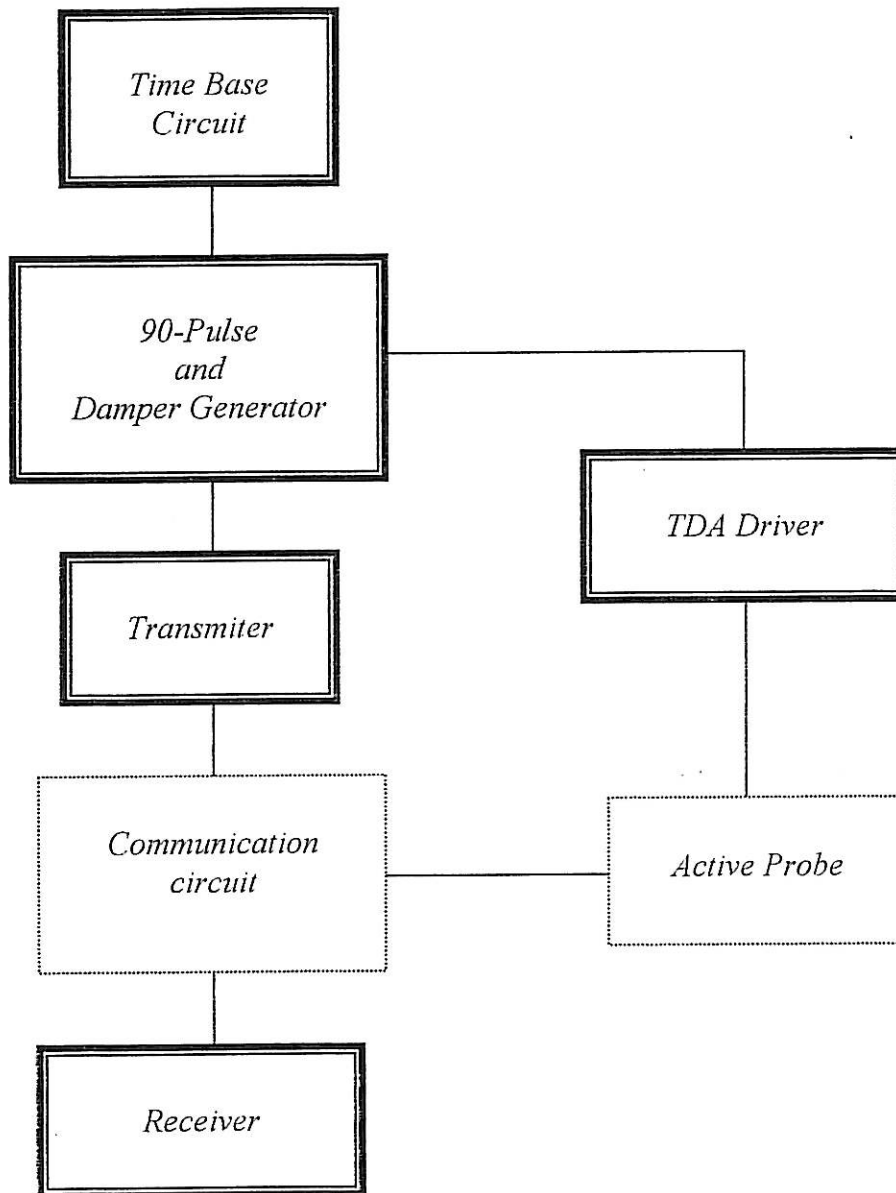 Time Base
Circuit
90-Pulse
and
Damper Generator
TDA Driver
Transmiter
Communication
circuit
Active Probe
Receiver